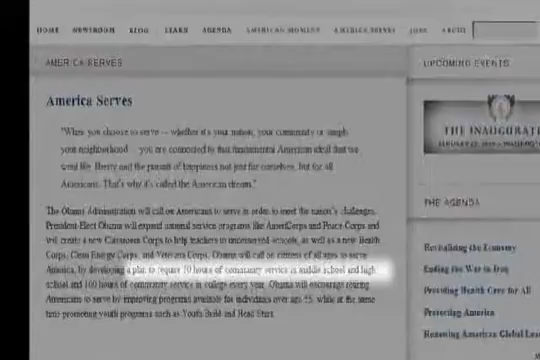 HOME NEWSROOM BLOG LEARN AGENDA AMERICAN MOMENT AMERICA SERVES JOBS ABOUT
AMERICA SERVES
America Serves
"When you choose to serve -- whether it's your nation, your community or simply
your neighborhood -- you are connected to that fundamental American ideal that we
want life, liberty and the pursuit of happiness not just for ourselves, but for all
Americans. That's why it's called the American dream."
The Obama Administration will call on Americans to serve in order to meet the nation's challenges.
President-Elect Obama will expand national service programs like AmeriCorps and Peace Corps and
will create a new Classroom Corps to help teachers in underserved schools, as well as a new Health
Corps, Clean Energy Corps, and Veterans Corps. Obama will call on citizens of all ages to serve
America, by developing a plan to require 50 hours of community service in middle school and high
school and 100 hours of community service in college every year. Obama will encourage retiring
Americans to serve by improving programs available for individuals over age 55, while at the same
time promoting youth programs such as Youth Build and Head Start.
UPCOMING EVENTS
THE INAUGURATI
THE AGENDA
Revitalizing the Economy
Ending the War in Iraq
Providing Health Care for All
Protecting America
Renewing American Global Lea